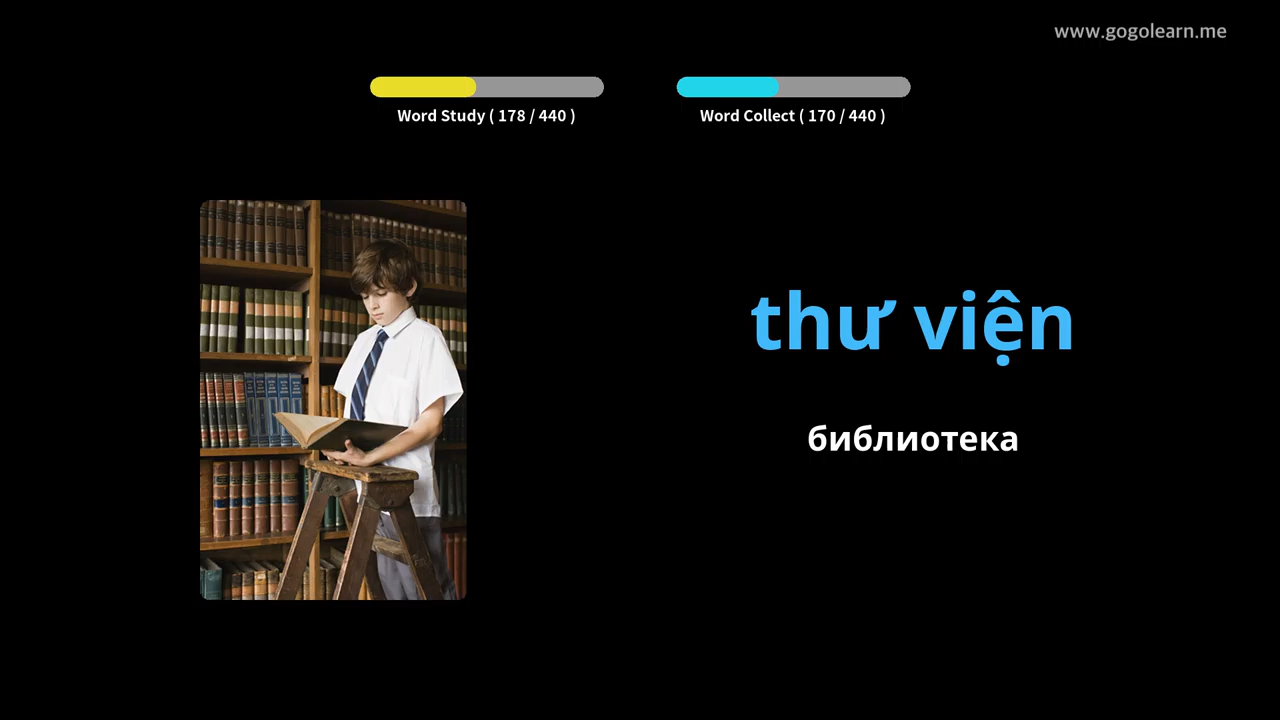 www.gogolearn.me
Word Study ( 178 / 440 )
Word Collect ( 170 / 440 )
thư viện
библиотека